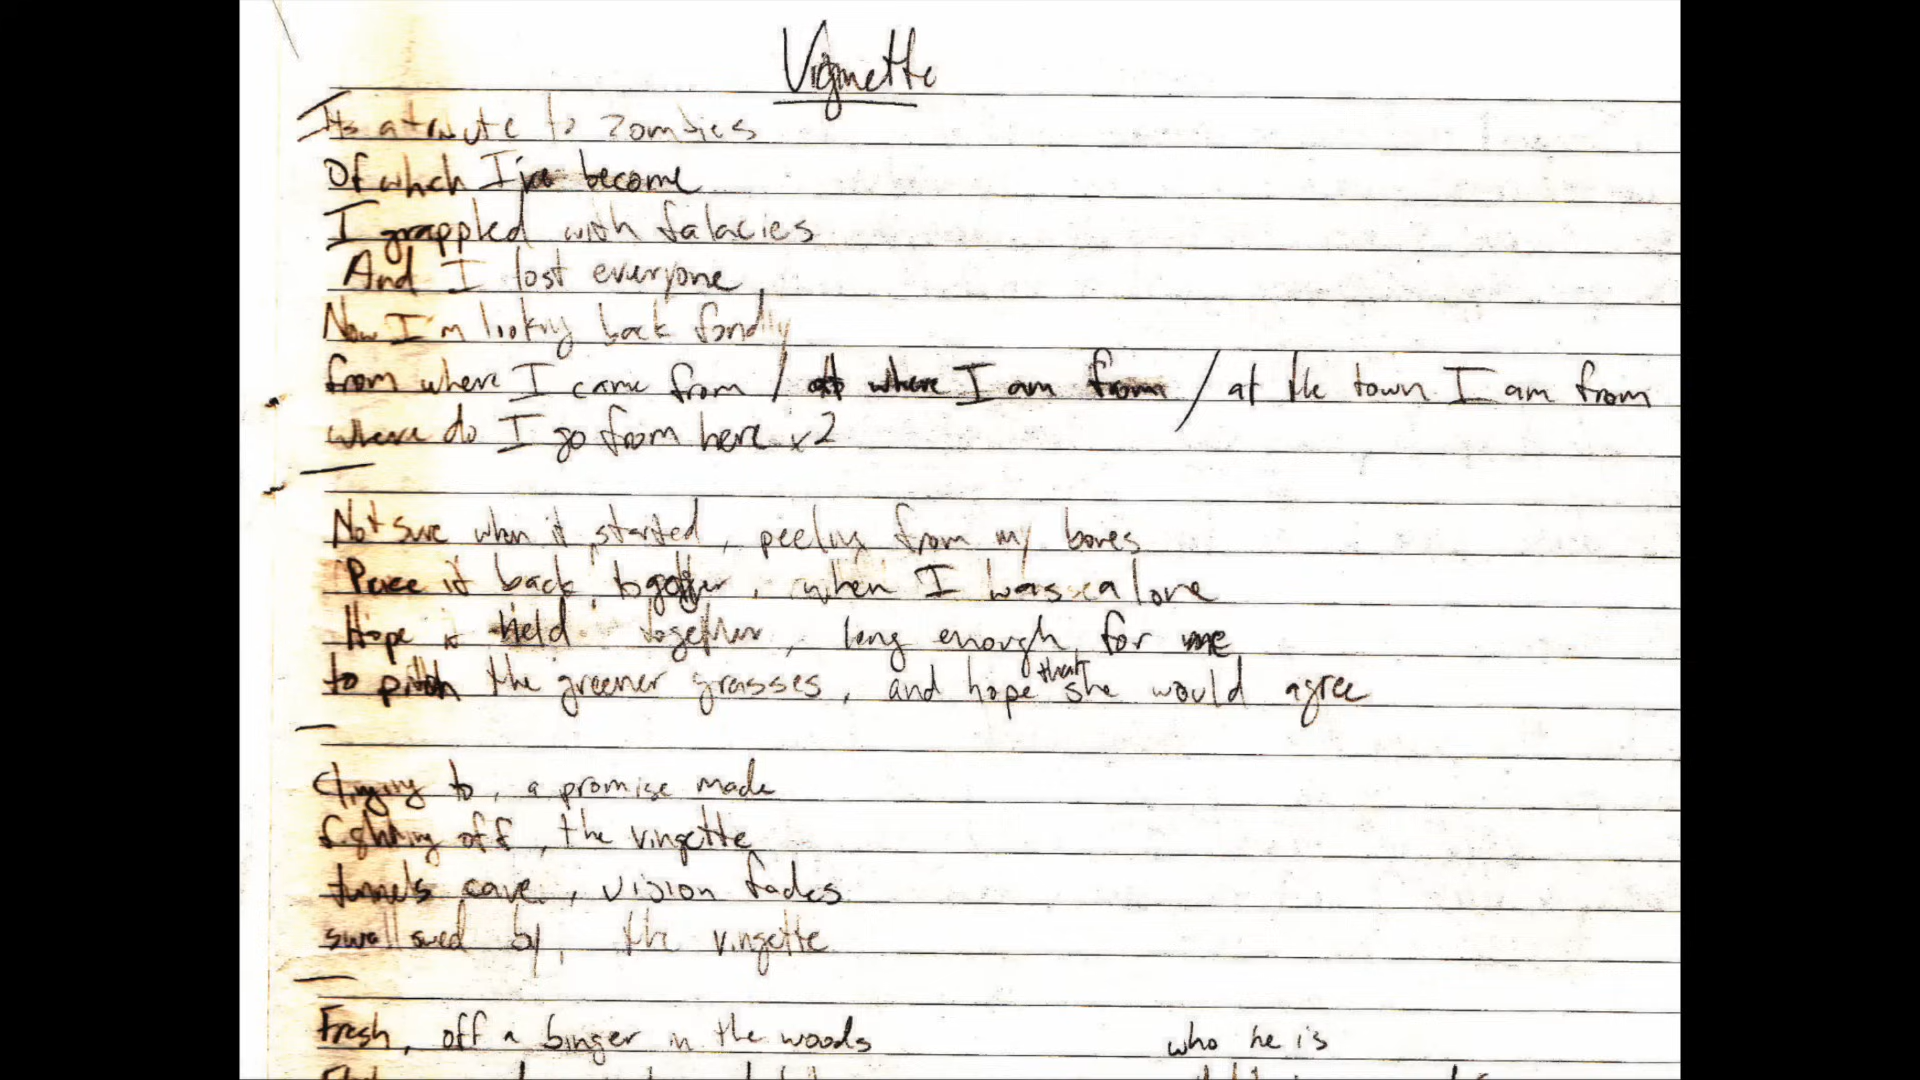 Vignette
Its a tribute to zombies
Of which I've become
I grappled with falacies
And I lost everyone
Now I'm looking back fondly
from where I came from / where I am from / at the town I am from
where do I go from here x2
Not sure when it started, peeling from my bones
Piece it back together, when I was alone
Hope is held together, long enough for me
to pitch the greener grasses, and hope that she would agree
Clinging to, a promise made
fighting off, the vingette
tunnels cave, vision fades
swallowed by, the vingette
Fresh, off a binger in the woods who he is